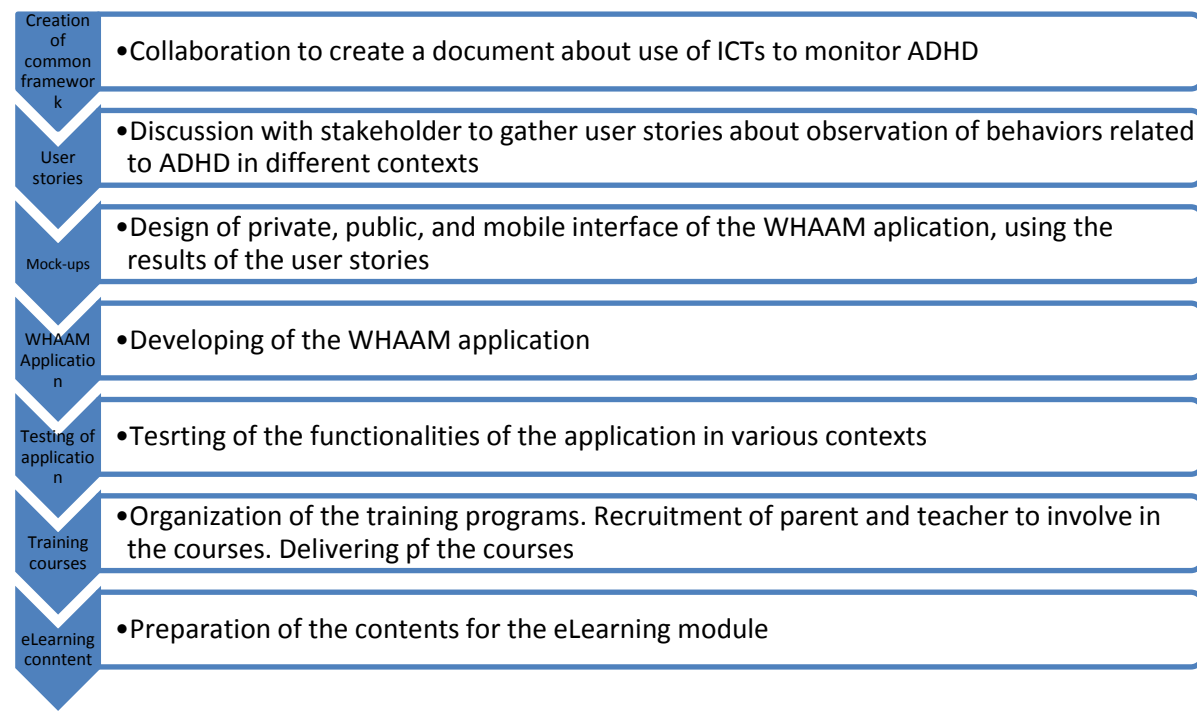 Creation
of
common
framewor
k
•Collaboration to create a document about use of ICTs to monitor ADHD
User
stories
•Discussion with stakeholder to gather user stories about observation of behaviors related
to ADHD in different contexts
Mock-ups
•Design of private, public, and mobile interface of the WHAAM aplication, using the
results of the user stories
WHAAM
Applicatio
n
•Developing of the WHAAM application
Testing of
applicatio
n
•Tesrting of the functionalities of the application in various contexts
Training
courses
•Organization of the training programs. Recruitment of parent and teacher to involve in
the courses. Delivering pf the courses
eLearning
conntent
•Preparation of the contents for the eLearning module